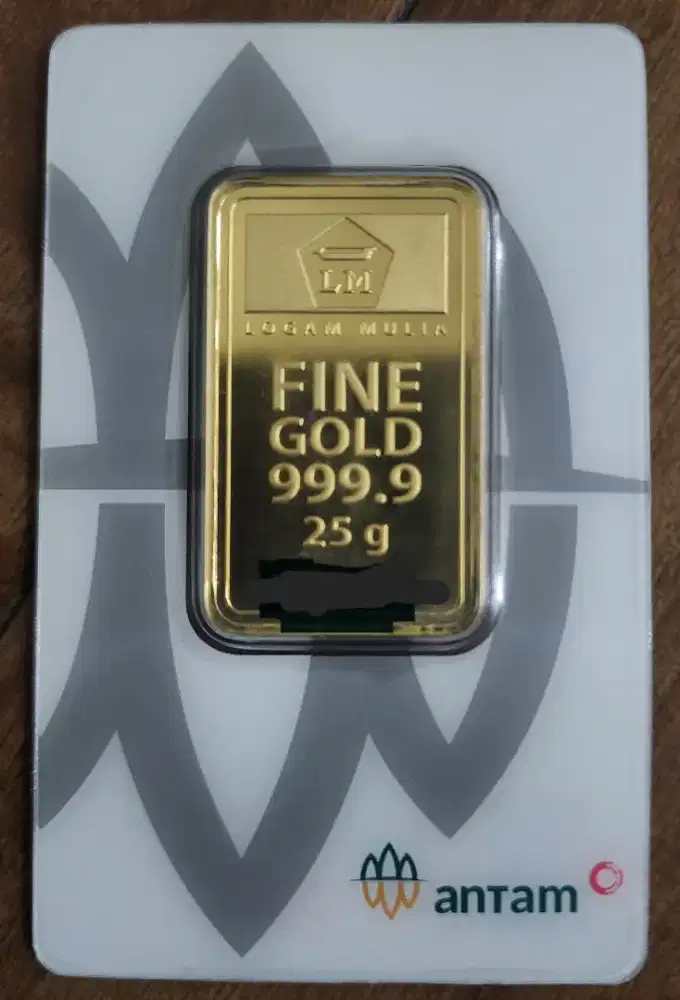 LM
LOGAM MULIA
FINE
GOLD
999.9
25 g
antam